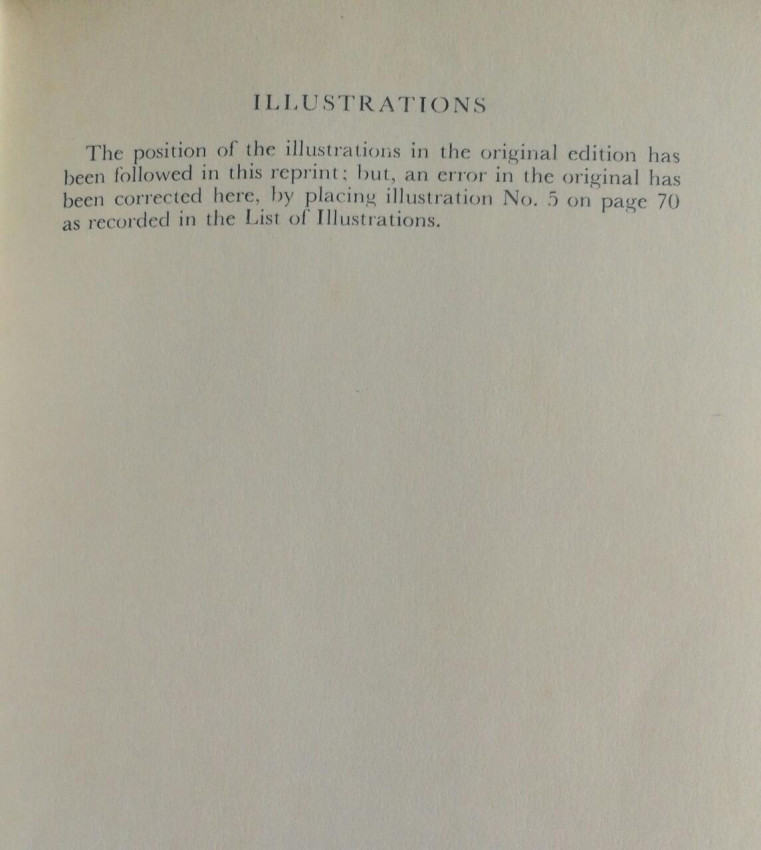 ILLUSTRATIONS
The position of the illustrations in the original edition has
been followed in this reprint; but, an error in the original has
been corrected here, by placing illustration No. 5 on page 70
as recorded in the List of Illustrations.